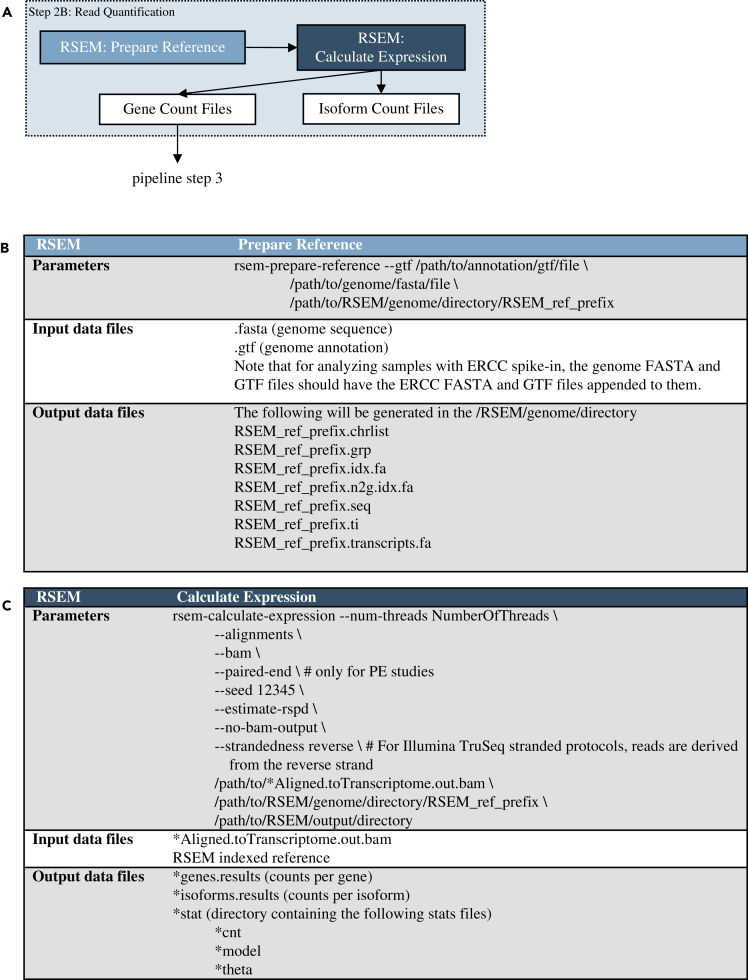 A
Step 2B: Read Quantification
RSEM: Prepare Reference
RSEM:
Calculate Expression
Gene Count Files
Isoform Count Files
pipeline step 3
B
RSEM Prepare Reference
Parameters rsem-prepare-reference --gtf /path/to/annotation/gtf/file \
/path/to/genome/fasta/file \
/path/to/RSEM/genome/directory/RSEM_ref_prefix
Input data files .fasta (genome sequence)
.gtf (genome annotation)
Note that for analyzing samples with ERCC spike-in, the genome FASTA and
GTF files should have the ERCC FASTA and GTF files appended to them.
Output data files The following will be generated in the /RSEM/genome/directory
RSEM_ref_prefix.chrlist
RSEM_ref_prefix.grp
RSEM_ref_prefix.idx.fa
RSEM_ref_prefix.n2g.idx.fa
RSEM_ref_prefix.seq
RSEM_ref_prefix.ti
RSEM_ref_prefix.transcripts.fa
C
RSEM Calculate Expression
Parameters rsem-calculate-expression --num-threads NumberOfThreads \
--alignments \
--bam \
--paired-end \ # only for PE studies
--seed 12345 \
--estimate-rspd \
--no-bam-output \
--strandedness reverse \ # For Illumina TruSeq stranded protocols, reads are derived
from the reverse strand
/path/to/*Aligned.toTranscriptome.out.bam \
/path/to/RSEM/genome/directory/RSEM_ref_prefix \
/path/to/RSEM/output/directory
Input data files *Aligned.toTranscriptome.out.bam
RSEM indexed reference
Output data files *genes.results (counts per gene)
*isoforms.results (counts per isoform)
*stat (directory containing the following stats files)
*cnt
*model
*theta